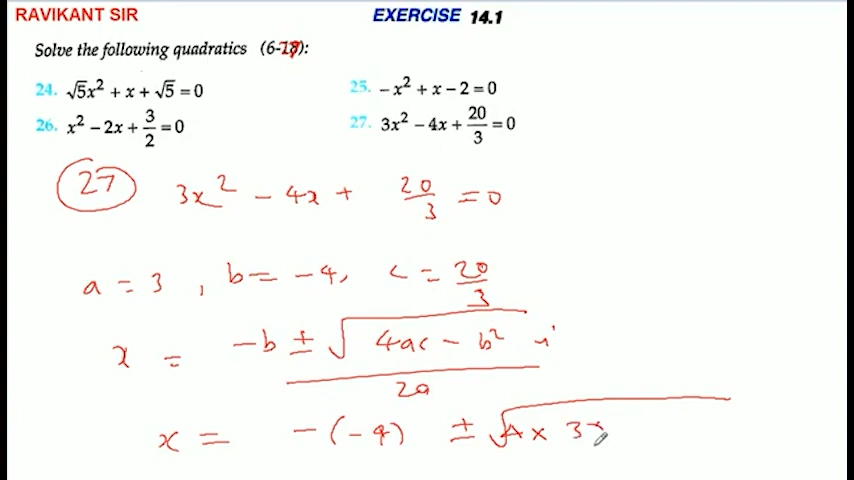 RAVIKANT SIR EXERCISE 14.1
Solve the following quadratics (6-18):
24. √5x² + x + √5 = 0 25. −x² + x − 2 = 0
26. x² − 2x + 3/2 = 0 27. 3x² − 4x + 20/3 = 0
27 3x² − 4x + 20/3 = 0
a = 3, b = −4, c = 20/3
x = −b ± √4ac − b² i / 2a
x = −(−4) ± √4 × 3×